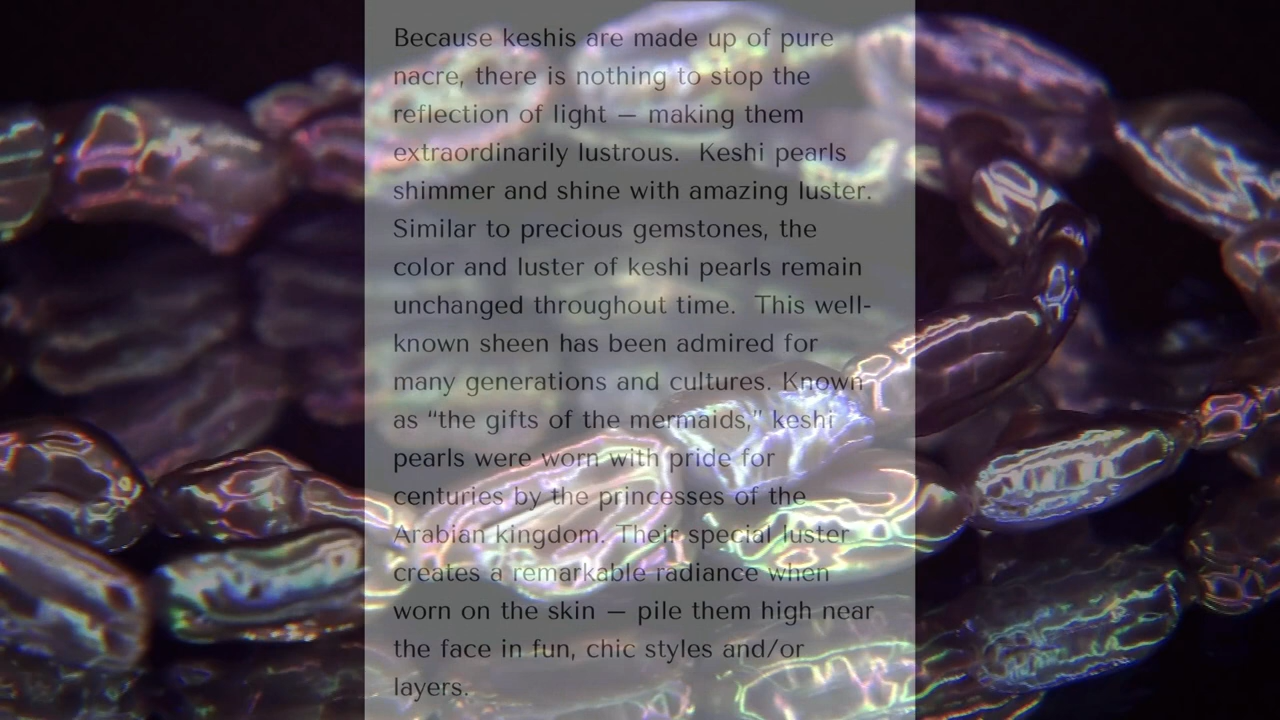 Because keshis are made up of pure
nacre, there is nothing to stop the
reflection of light — making them
extraordinarily lustrous.  Keshi pearls
shimmer and shine with amazing luster.
Similar to precious gemstones, the
color and luster of keshi pearls remain
unchanged throughout time.  This well-
known sheen has been admired for
many generations and cultures. Known
as “the gifts of the mermaids,” keshi
pearls were worn with pride for
centuries by the princesses of the
Arabian kingdom. Their special luster
creates a remarkable radiance when
worn on the skin — pile them high near
the face in fun, chic styles and/or
layers.